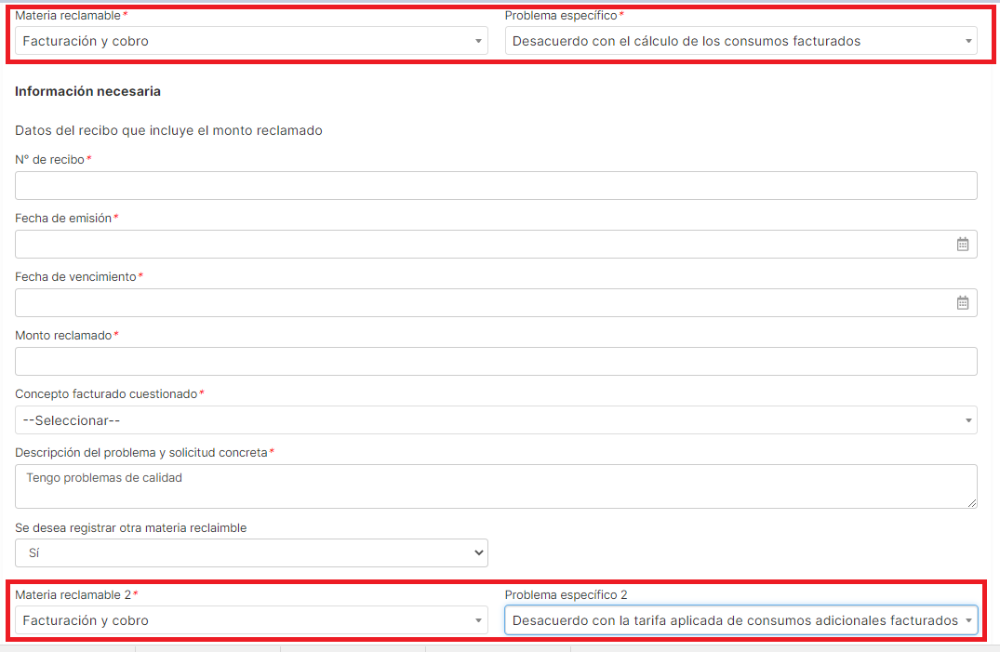 Materia reclamable* Problema específico*
Facturación y cobro Desacuerdo con el cálculo de los consumos facturados
Información necesaria
Datos del recibo que incluye el monto reclamado
N° de recibo*
Fecha de emisión*
Fecha de vencimiento*
Monto reclamado*
Concepto facturado cuestionado*
--Seleccionar--
Descripción del problema y solicitud concreta*
Tengo problemas de calidad
Se desea registrar otra materia reclaimble
Sí
Materia reclamable 2* Problema específico 2
Facturación y cobro Desacuerdo con la tarifa aplicada de consumos adicionales facturados